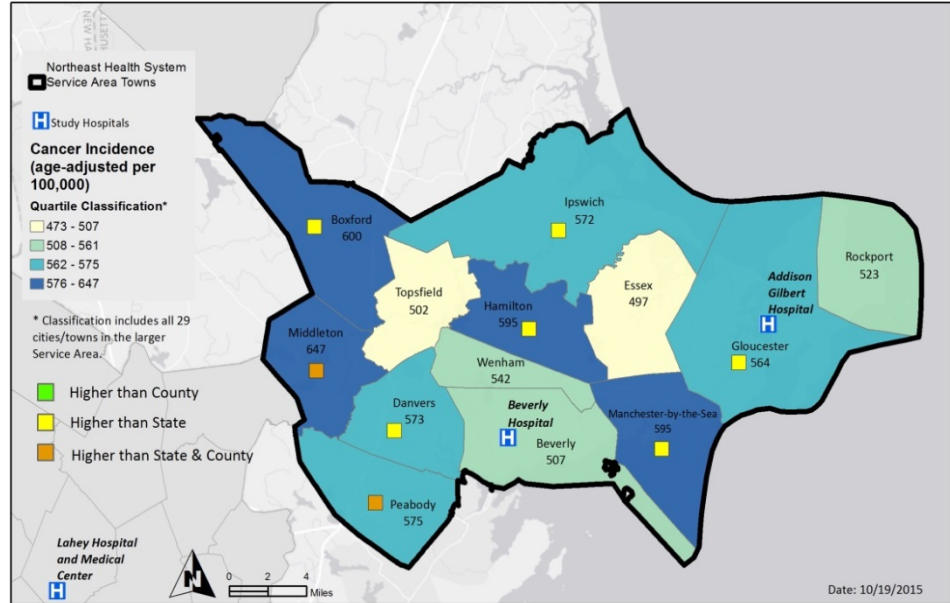 Northeast Health System
Service Area Towns
H Study Hospitals
Cancer Incidence
(age-adjusted per
100,000)
Quartile Classification*
473 - 507
508 - 561
562 - 575
576 - 647
* Classification includes all 29
cities/towns in the larger
Service Area.
Higher than County
Higher than State
Higher than State & County
Boxford
600
Ipswich
572
Rockport
523
Topsfield
502
Hamilton
595
Essex
497
Addison
Gilbert
Hospital
H
Gloucester
564
Middleton
647
Wenham
542
Danvers
573
Beverly
Hospital
H
Beverly
507
Manchester-by-the-Sea
595
Peabody
575
Lahey Hospital
and Medical
Center
H
N
0 2 4
Miles
Date: 10/19/2015